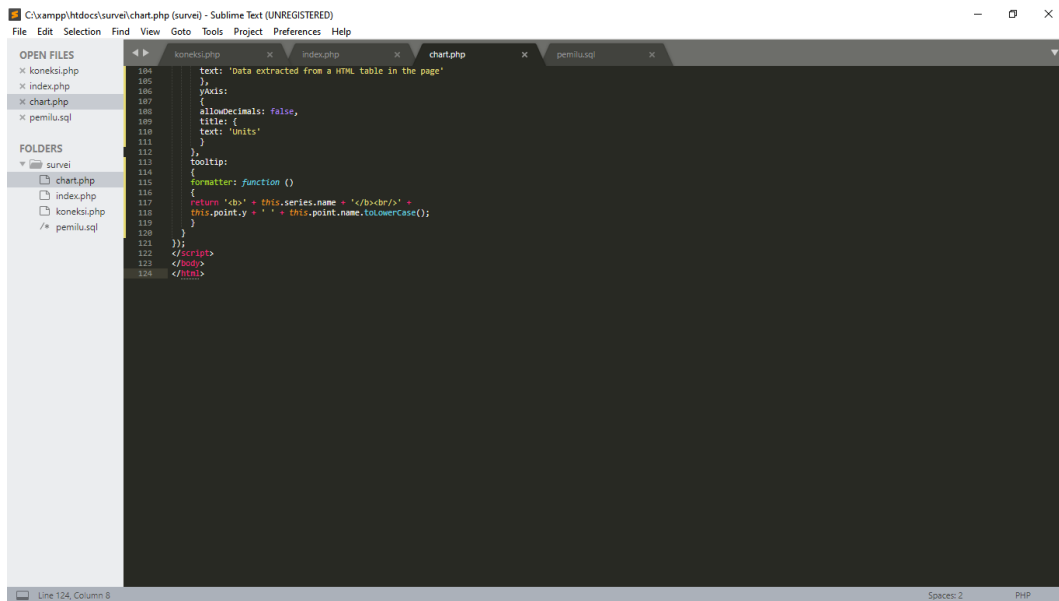 C:\xampp\htdocs\survei\chart.php (survei) - Sublime Text (UNREGISTERED)
File Edit Selection Find View Goto Tools Project Preferences Help
OPEN FILES
koneksi.php
index.php
chart.php
pemilu.sql
FOLDERS
survei
chart.php
index.php
koneksi.php
/* pemilu.sql
koneksi.php index.php chart.php pemilu.sql
104 text: 'Data extracted from a HTML table in the page'
105 },
106 yAxis:
107 {
108 allowDecimals: false,
109 title: {
110 text: 'Units'
111 }
112 },
113 tooltip:
114 {
115 formatter: function ()
116 {
117 return '<b>' + this.series.name + '</b><br/>' +
118 this.point.y + ' ' + this.point.name.toLowerCase();
119 }
120 }
121 });
122 </script>
123 </body>
124 </html>
Line 124, Column 8 Spaces: 2 PHP